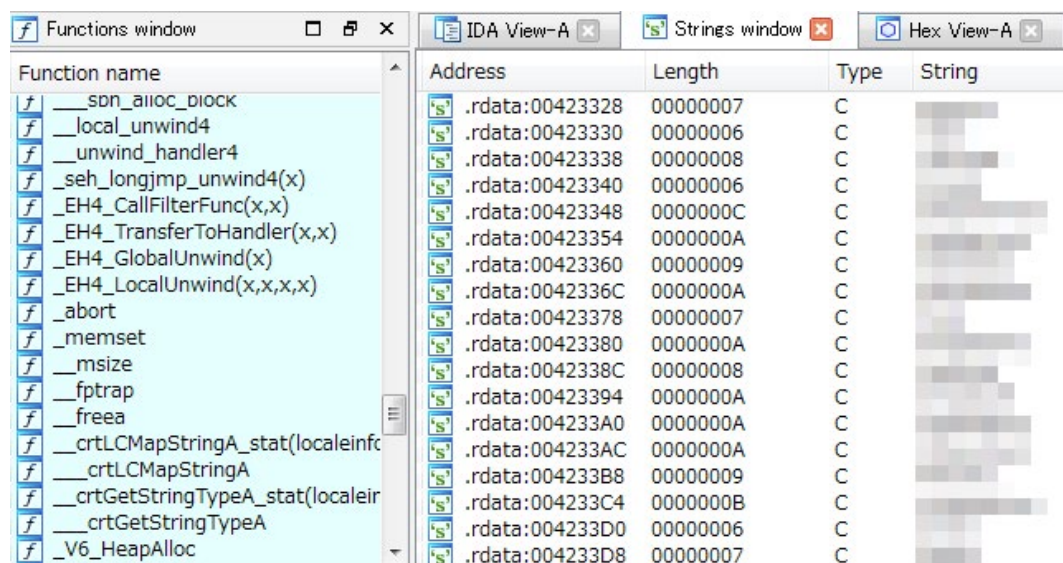 Functions window
IDA View-A
Strings window
Hex View-A
Function name
Address Length Type String
___sbh_alloc_block
__local_unwind4
__unwind_handler4
_seh_longjmp_unwind4(x)
_EH4_CallFilterFunc(x,x)
_EH4_TransferToHandler(x,x)
_EH4_GlobalUnwind(x)
_EH4_LocalUnwind(x,x,x,x)
_abort
_memset
__msize
__fptrap
__freea
__crtLCMapStringA_stat(localeinfo
___crtLCMapStringA
__crtGetStringTypeA_stat(localeir
___crtGetStringTypeA
_V6_HeapAlloc
.rdata:00423328 00000007 C
.rdata:00423330 00000006 C
.rdata:00423338 00000008 C
.rdata:00423340 00000006 C
.rdata:00423348 0000000C C
.rdata:00423354 0000000A C
.rdata:00423360 00000009 C
.rdata:0042336C 0000000A C
.rdata:00423378 00000007 C
.rdata:00423380 0000000A C
.rdata:0042338C 00000008 C
.rdata:00423394 0000000A C
.rdata:004233A0 0000000A C
.rdata:004233AC 0000000A C
.rdata:004233B8 00000009 C
.rdata:004233C4 0000000B C
.rdata:004233D0 00000006 C
.rdata:004233D8 00000007 C